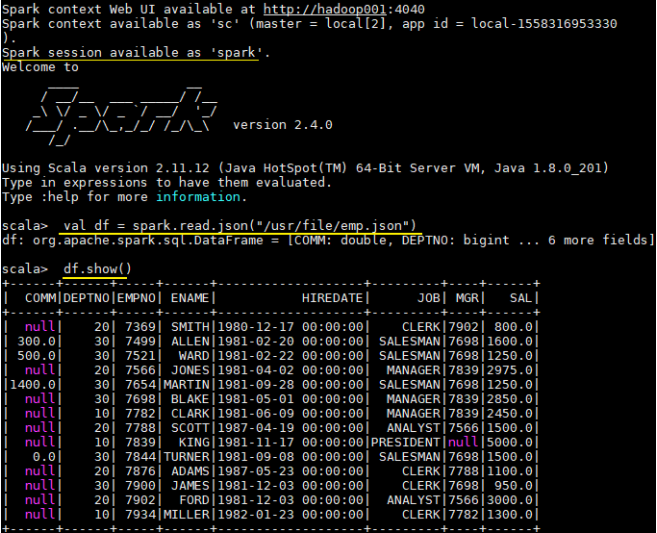 Spark context Web UI available at http://hadoop001:4040
Spark context available as 'sc' (master = local[2], app id = local-1558316953330
).
Spark session available as 'spark'.
Welcome to
      ____              __
     / __/__  ___ _____/ /__
    _\ \/ _ \/ _ `/ __/  '_/
   /___/ .__/\_,_/_/ /_/\_\   version 2.4.0
      /_/
Using Scala version 2.11.12 (Java HotSpot(TM) 64-Bit Server VM, Java 1.8.0_201)
Type in expressions to have them evaluated.
Type :help for more information.
scala> val df = spark.read.json("/usr/file/emp.json")
df: org.apache.spark.sql.DataFrame = [COMM: double, DEPTNO: bigint ... 6 more fields]
scala> df.show()
+------+------+-----+------+-------------------+---------+----+------+
|  COMM|DEPTNO|EMPNO| ENAME|           HIREDATE|      JOB| MGR|   SAL|
+------+------+-----+------+-------------------+---------+----+------+
|  null|    20| 7369| SMITH|1980-12-17 00:00:00|    CLERK|7902| 800.0|
| 300.0|    30| 7499| ALLEN|1981-02-20 00:00:00| SALESMAN|7698|1600.0|
| 500.0|    30| 7521|  WARD|1981-02-22 00:00:00| SALESMAN|7698|1250.0|
|  null|    20| 7566| JONES|1981-04-02 00:00:00|  MANAGER|7839|2975.0|
|1400.0|    30| 7654|MARTIN|1981-09-28 00:00:00| SALESMAN|7698|1250.0|
|  null|    30| 7698| BLAKE|1981-05-01 00:00:00|  MANAGER|7839|2850.0|
|  null|    10| 7782| CLARK|1981-06-09 00:00:00|  MANAGER|7839|2450.0|
|  null|    20| 7788| SCOTT|1987-04-19 00:00:00|  ANALYST|7566|1500.0|
|  null|    10| 7839|  KING|1981-11-17 00:00:00|PRESIDENT|null|5000.0|
|   0.0|    30| 7844|TURNER|1981-09-08 00:00:00| SALESMAN|7698|1500.0|
|  null|    20| 7876| ADAMS|1987-05-23 00:00:00|    CLERK|7788|1100.0|
|  null|    30| 7900| JAMES|1981-12-03 00:00:00|    CLERK|7698| 950.0|
|  null|    20| 7902|  FORD|1981-12-03 00:00:00|  ANALYST|7566|3000.0|
|  null|    10| 7934|MILLER|1982-01-23 00:00:00|    CLERK|7782|1300.0|
+------+------+-----+------+-------------------+---------+----+------+